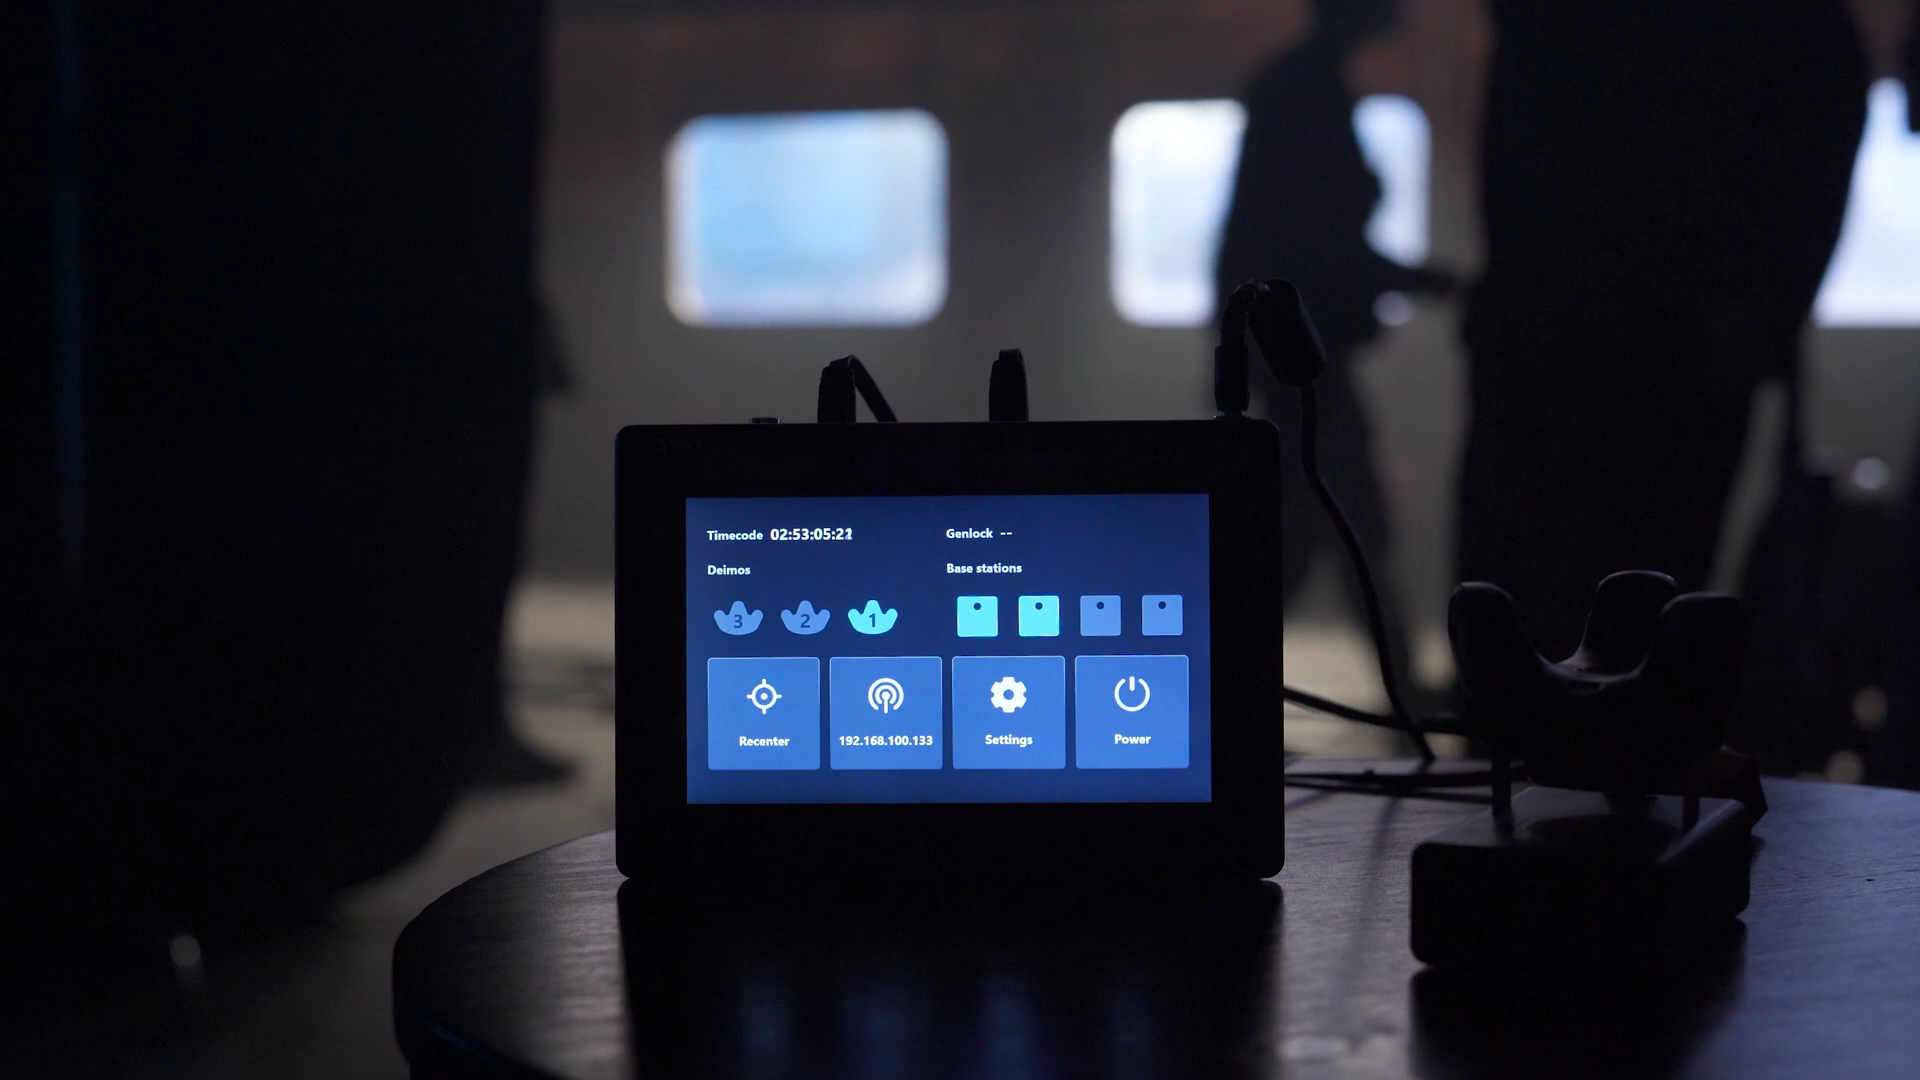 Timecode 02:53:05:21
Genlock --
Deimos
Base stations
3 2 1
Recenter
192.168.100.133
Settings
Power